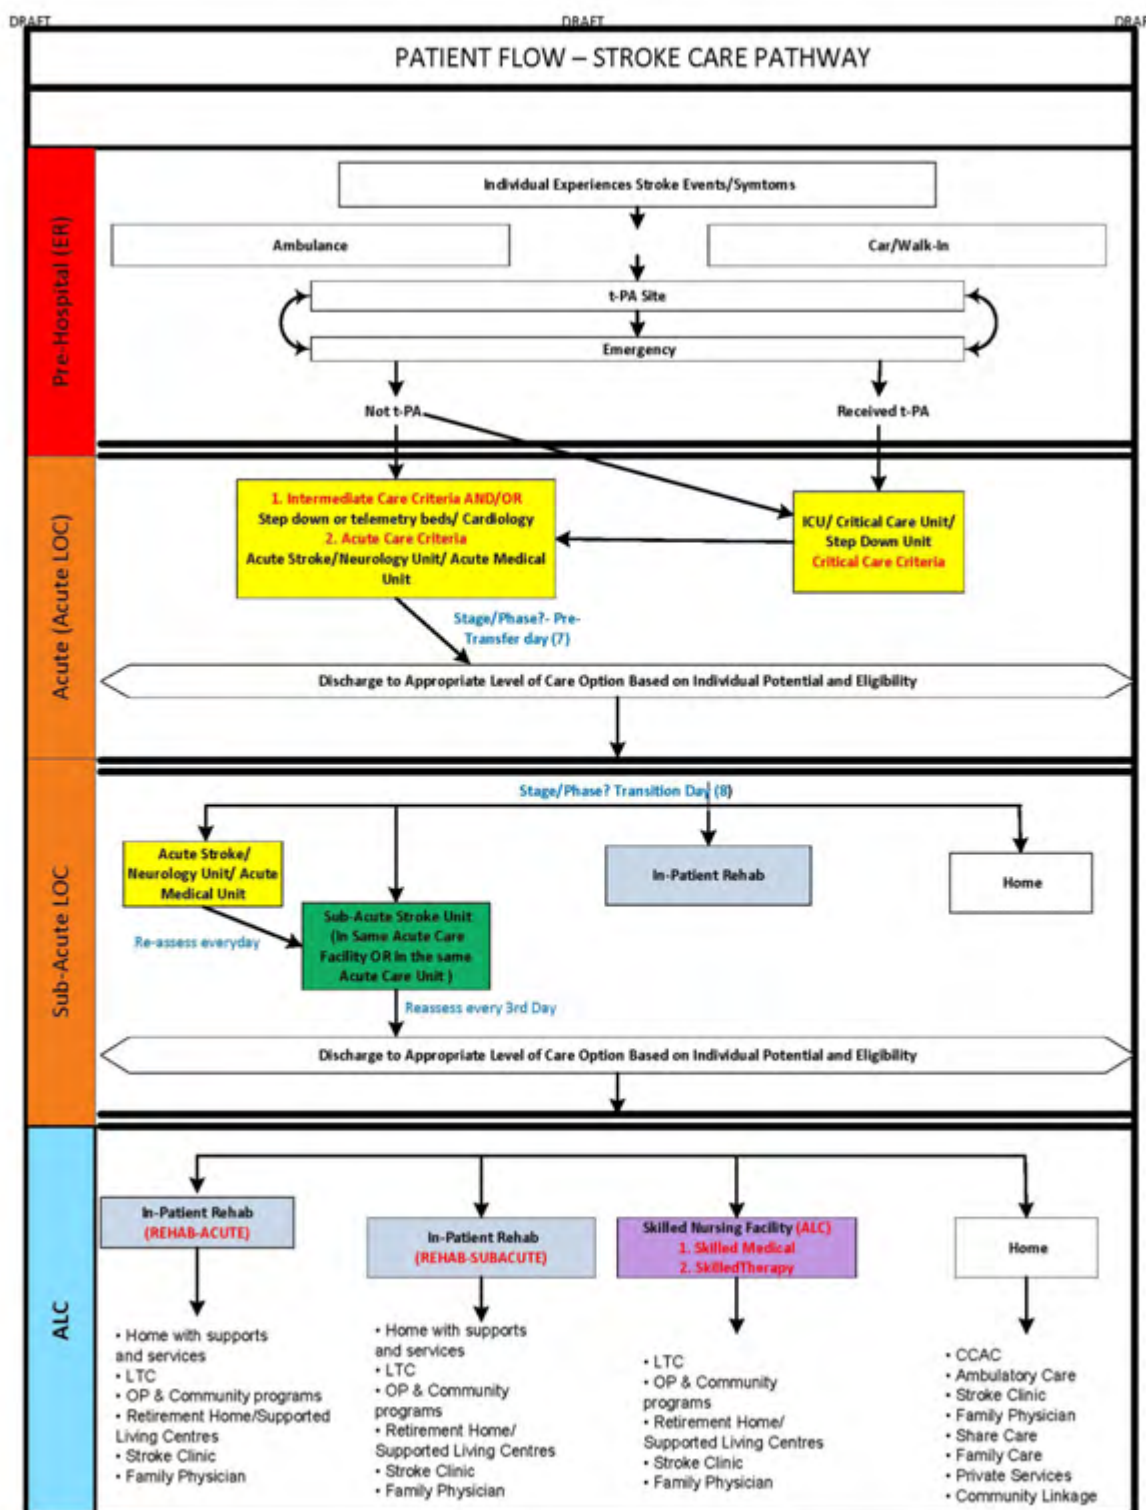 DRAFT DRAFT DRAF
PATIENT FLOW – STROKE CARE PATHWAY
Pre-Hospital (ER)
Individual Experiences Stroke Events/Symtoms
Ambulance
Car/Walk-In
t-PA Site
Emergency
Not t-PA
Received t-PA
Acute (Acute LOC)
1. Intermediate Care Criteria AND/OR
Step down or telemetry beds/ Cardiology
2. Acute Care Criteria
Acute Stroke/Neurology Unit/ Acute Medical
Unit
ICU/ Critical Care Unit/
Step Down Unit
Critical Care Criteria
Stage/Phase?- Pre-
Transfer day (7)
Discharge to Appropriate Level of Care Option Based on Individual Potential and Eligibility
Sub-Acute LOC
Stage/Phase? Transition Day (8)
Acute Stroke/
Neurology Unit/ Acute
Medical Unit
In-Patient Rehab
Home
Re-assess everyday
Sub-Acute Stroke Unit
(In Same Acute Care
Facility OR In the same
Acute Care Unit )
Reassess every 3rd Day
Discharge to Appropriate Level of Care Option Based on Individual Potential and Eligibility
ALC
In-Patient Rehab
(REHAB-ACUTE)
In-Patient Rehab
(REHAB-SUBACUTE)
Skilled Nursing Facility (ALC)
1. Skilled Medical
2. SkilledTherapy
Home
• Home with supports
and services
• LTC
• OP & Community programs
• Retirement Home/Supported
Living Centres
• Stroke Clinic
• Family Physician
• Home with supports
and services
• LTC
• OP & Community
programs
• Retirement Home/
Supported Living Centres
• Stroke Clinic
• Family Physician
• LTC
• OP & Community
programs
• Retirement Home/
Supported Living Centres
• Stroke Clinic
• Family Physician
• CCAC
• Ambulatory Care
• Stroke Clinic
• Family Physician
• Share Care
• Family Care
• Private Services
• Community Linkage